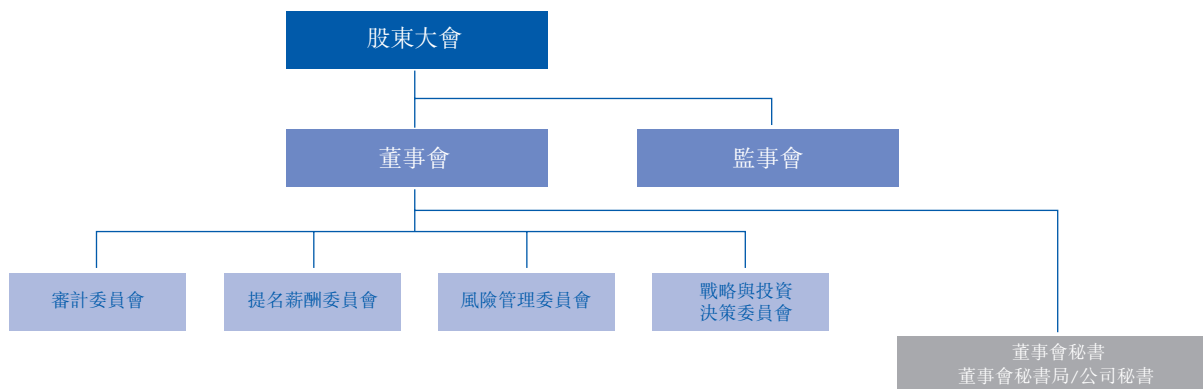 股東大會
董事會
監事會
審計委員會
提名薪酬委員會
風險管理委員會
戰略與投資
決策委員會
董事會秘書
董事會秘書局/公司秘書